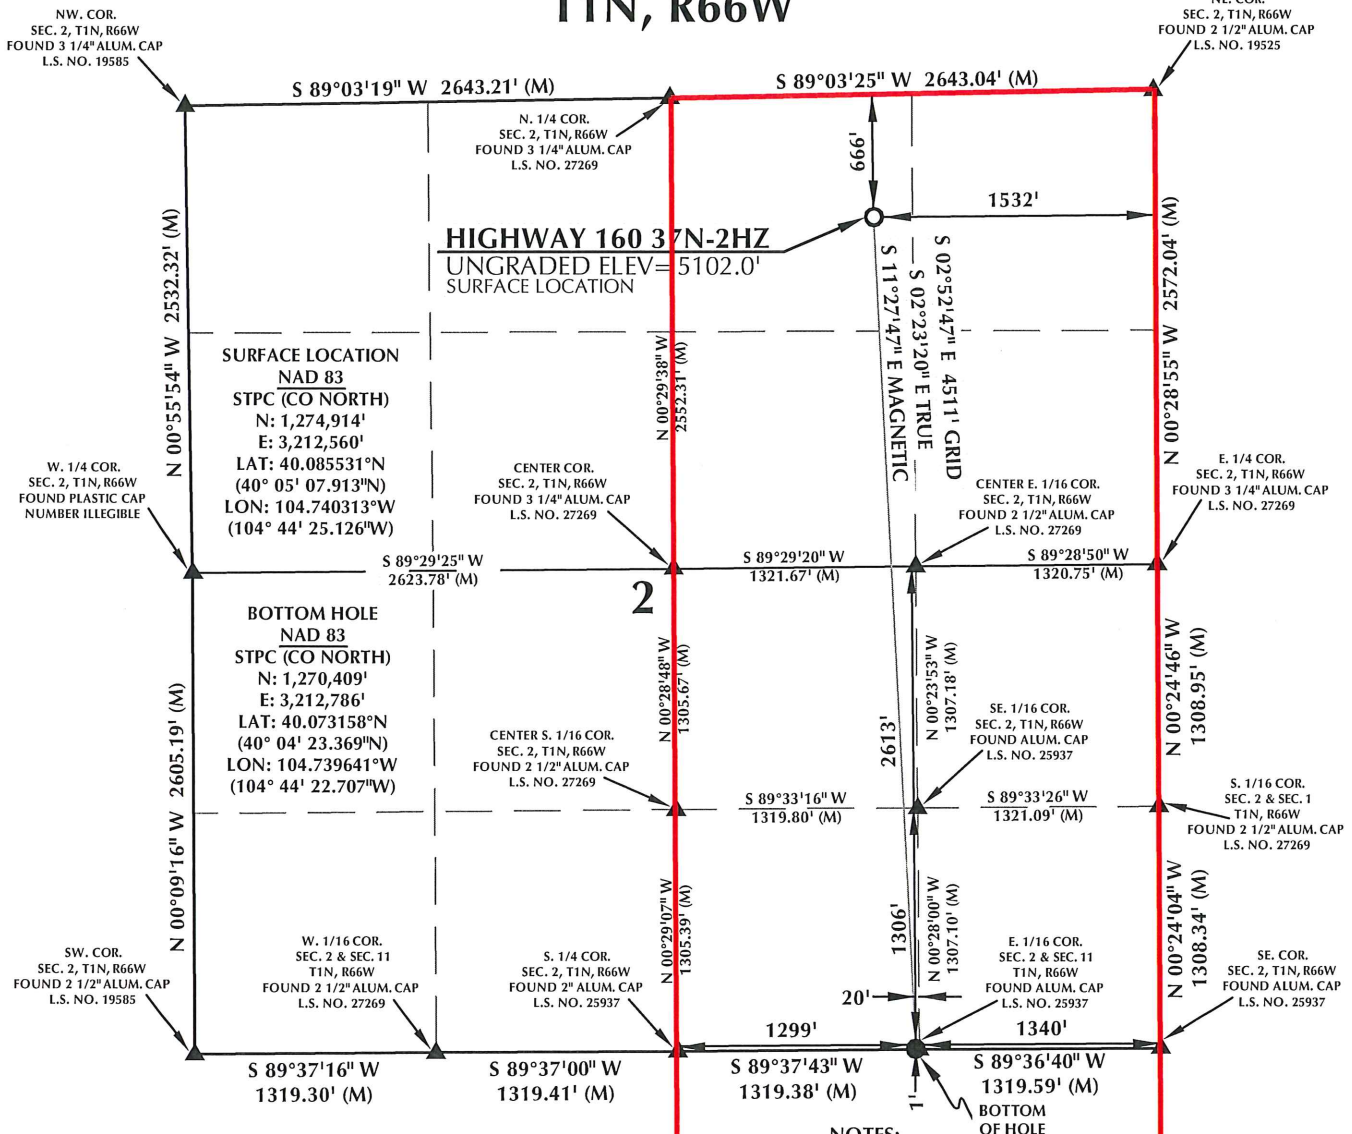 T1N, R66W
NW. COR.
SEC. 2, T1N, R66W
FOUND 3 1/4" ALUM. CAP
L.S. NO. 19585
NE. COR.
SEC. 2, T1N, R66W
FOUND 2 1/2" ALUM. CAP
L.S. NO. 19525
S 89°03'19" W 2643.21' (M)
S 89°03'25" W 2643.04' (M)
N. 1/4 COR.
SEC. 2, T1N, R66W
FOUND 3 1/4" ALUM. CAP
L.S. NO. 27269
666'
1532'
HIGHWAY 160 37N-2HZ
UNGRADED ELEV= 5102.0'
SURFACE LOCATION
N 00°55'54" W 2532.32' (M)
N 00°29'38" W
2552.31' (M)
S 11°27'47" E MAGNETIC
S 02°23'20" E TRUE
S 02°52'47" E 4511' GRID
N 00°28'55" W 2572.04' (M)
SURFACE LOCATION
NAD 83
STPC (CO NORTH)
N: 1,274,914'
E: 3,212,560'
LAT: 40.085531°N
(40° 05' 07.913"N)
LON: 104.740313°W
(104° 44' 25.126"W)
W. 1/4 COR.
SEC. 2, T1N, R66W
FOUND PLASTIC CAP
NUMBER ILLEGIBLE
CENTER COR.
SEC. 2, T1N, R66W
FOUND 3 1/4" ALUM. CAP
L.S. NO. 27269
CENTER E. 1/16 COR.
SEC. 2, T1N, R66W
FOUND 2 1/2" ALUM. CAP
L.S. NO. 27269
E. 1/4 COR.
SEC. 2, T1N, R66W
FOUND 3 1/4" ALUM. CAP
L.S. NO. 27269
S 89°29'25" W
2623.78' (M)
S 89°29'20" W
1321.67' (M)
S 89°28'50" W
1320.75' (M)
2
BOTTOM HOLE
NAD 83
STPC (CO NORTH)
N: 1,270,409'
E: 3,212,786'
LAT: 40.073158°N
(40° 04' 23.369"N)
LON: 104.739641°W
(104° 44' 22.707"W)
N 00°09'16" W 2605.19' (M)
N 00°28'48" W
1305.67' (M)
2613'
N 00°23'53" W
1307.18' (M)
N 00°24'46" W
1308.95' (M)
CENTER S. 1/16 COR.
SEC. 2, T1N, R66W
FOUND 2 1/2" ALUM. CAP
L.S. NO. 27269
SE. 1/16 COR.
SEC. 2, T1N, R66W
FOUND ALUM. CAP
L.S. NO. 25937
S 89°33'16" W
1319.80' (M)
S 89°33'26" W
1321.09' (M)
S. 1/16 COR.
SEC. 2 & SEC. 1
T1N, R66W
FOUND 2 1/2" ALUM. CAP
L.S. NO. 27269
SW. COR.
SEC. 2, T1N, R66W
FOUND 2 1/2" ALUM. CAP
L.S. NO. 19585
W. 1/16 COR.
SEC. 2 & SEC. 11
T1N, R66W
FOUND 2 1/2" ALUM. CAP
L.S. NO. 27269
S. 1/4 COR.
SEC. 2, T1N, R66W
FOUND 2" ALUM. CAP
L.S. NO. 25937
N 00°29'07" W
1305.39' (M)
1306'
N 00°28'00" W
1307.10' (M)
E. 1/16 COR.
SEC. 2 & SEC. 11
T1N, R66W
FOUND ALUM. CAP
L.S. NO. 25937
N 00°24'04" W
1308.34' (M)
SE. COR.
SEC. 2, T1N, R66W
FOUND ALUM. CAP
L.S. NO. 25937
20'
1299'
1340'
S 89°37'16" W
1319.30' (M)
S 89°37'00" W
1319.41' (M)
S 89°37'43" W
1319.38' (M)
S 89°36'40" W
1319.59' (M)
1'
BOTTOM
OF HOLE
NOTES: